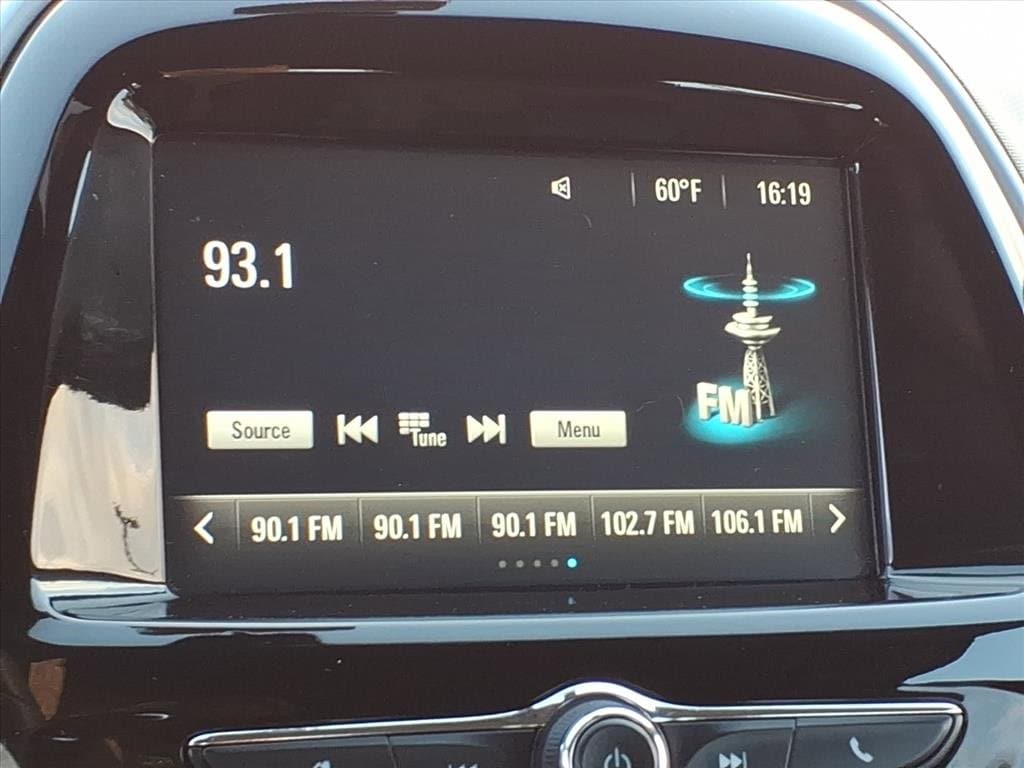 60°F 16:19
93.1
FM
Source Tune Menu
90.1 FM 90.1 FM 90.1 FM 102.7 FM 106.1 FM